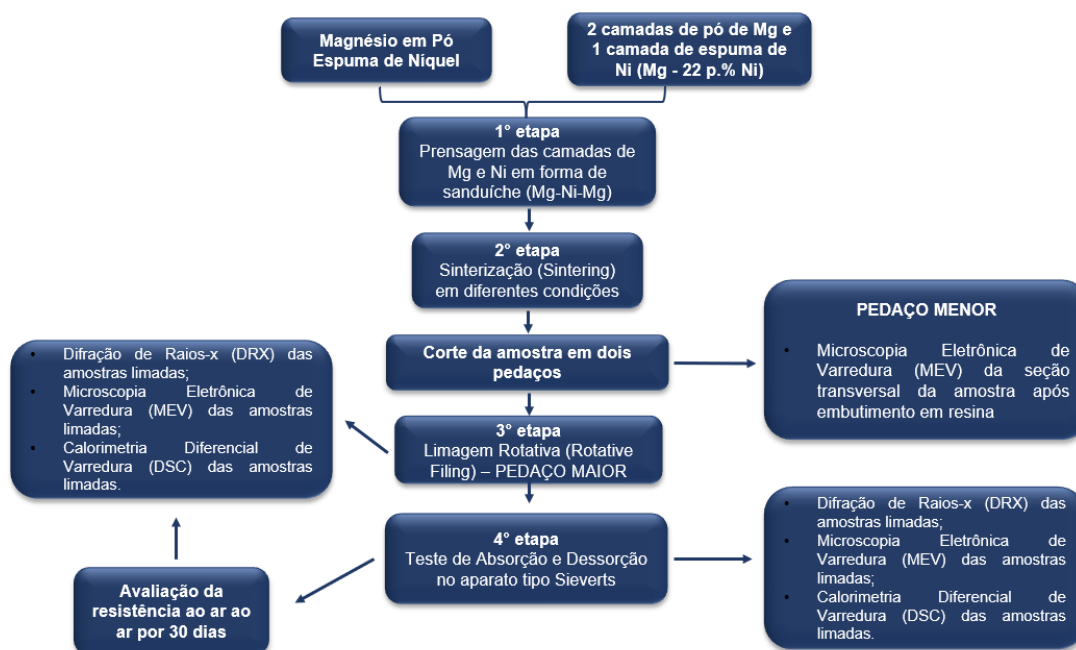 Magnésio em Pó
Espuma de Níquel
2 camadas de pó de Mg e
1 camada de espuma de
Ni (Mg - 22 p.% Ni)
1° etapa
Prensagem das camadas de
Mg e Ni em forma de
sanduíche (Mg-Ni-Mg)
2° etapa
Sinterização (Sintering)
em diferentes condições
Corte da amostra em dois
pedaços
PEDAÇO MENOR
• Microscopia Eletrônica de
Varredura (MEV) da seção
transversal da amostra após
embutimento em resina
3° etapa
Limagem Rotativa (Rotative
Filing) – PEDAÇO MAIOR
• Difração de Raios-x (DRX) das
amostras limadas;
• Microscopia Eletrônica de
Varredura (MEV) das amostras
limadas;
• Calorimetria Diferencial de
Varredura (DSC) das amostras
limadas.
4° etapa
Teste de Absorção e Dessorção
no aparato tipo Sieverts
• Difração de Raios-x (DRX) das
amostras limadas;
• Microscopia Eletrônica de
Varredura (MEV) das amostras
limadas;
• Calorimetria Diferencial de
Varredura (DSC) das amostras
limadas.
Avaliação da
resistência ao ar ao
ar por 30 dias